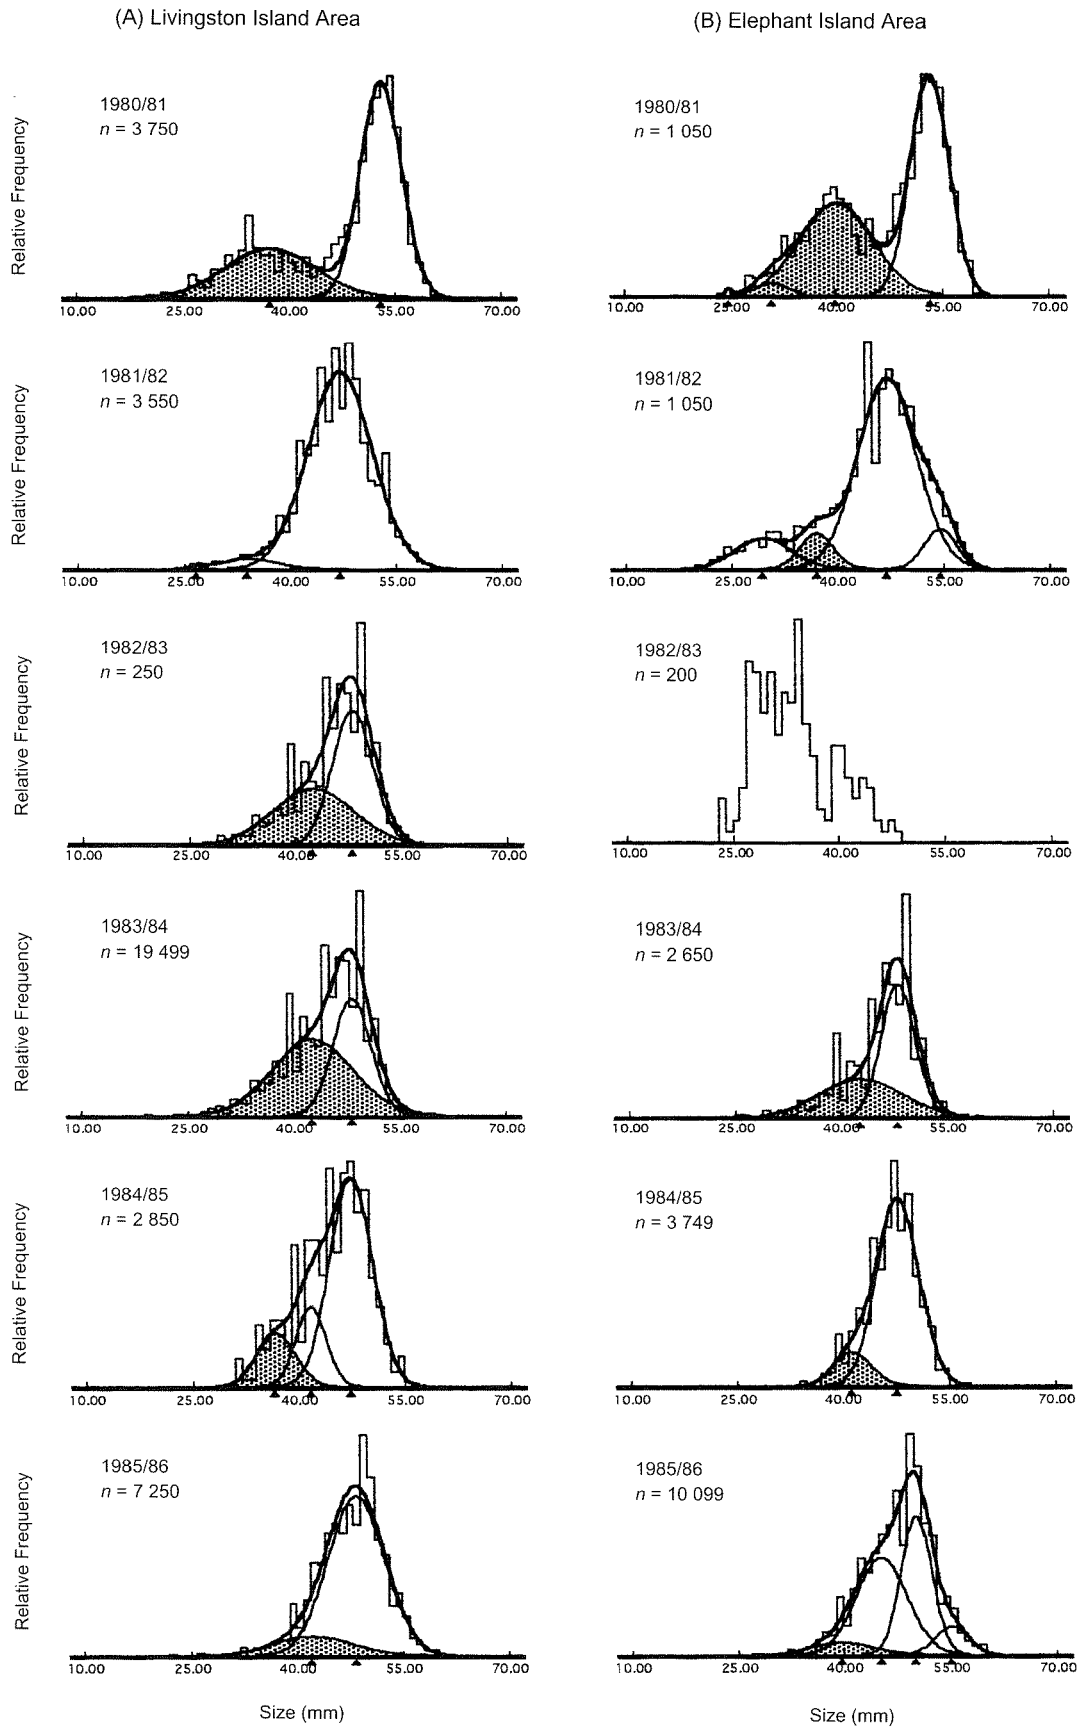 (A) Livingston Island Area
(B) Elephant Island Area
Relative Frequency
1980/81
n = 3 750
10.00 25.00 40.00 55.00 70.00
1980/81
n = 1 050
10.00 25.00 40.00 55.00 70.00
Relative Frequency
1981/82
n = 3 550
10.00 25.00 40.00 55.00 70.00
1981/82
n = 1 050
10.00 25.00 40.00 55.00 70.00
Relative Frequency
1982/83
n = 250
10.00 25.00 40.00 55.00 70.00
1982/83
n = 200
10.00 25.00 40.00 55.00 70.00
Relative Frequency
1983/84
n = 19 499
10.00 25.00 40.00 55.00 70.00
1983/84
n = 2 650
10.00 25.00 40.00 55.00 70.00
Relative Frequency
1984/85
n = 2 850
10.00 25.00 40.00 55.00 70.00
1984/85
n = 3 749
10.00 25.00 40.00 55.00 70.00
Relative Frequency
1985/86
n = 7 250
10.00 25.00 40.00 55.00 70.00
1985/86
n = 10 099
10.00 25.00 40.00 55.00 70.00
Size (mm)
Size (mm)